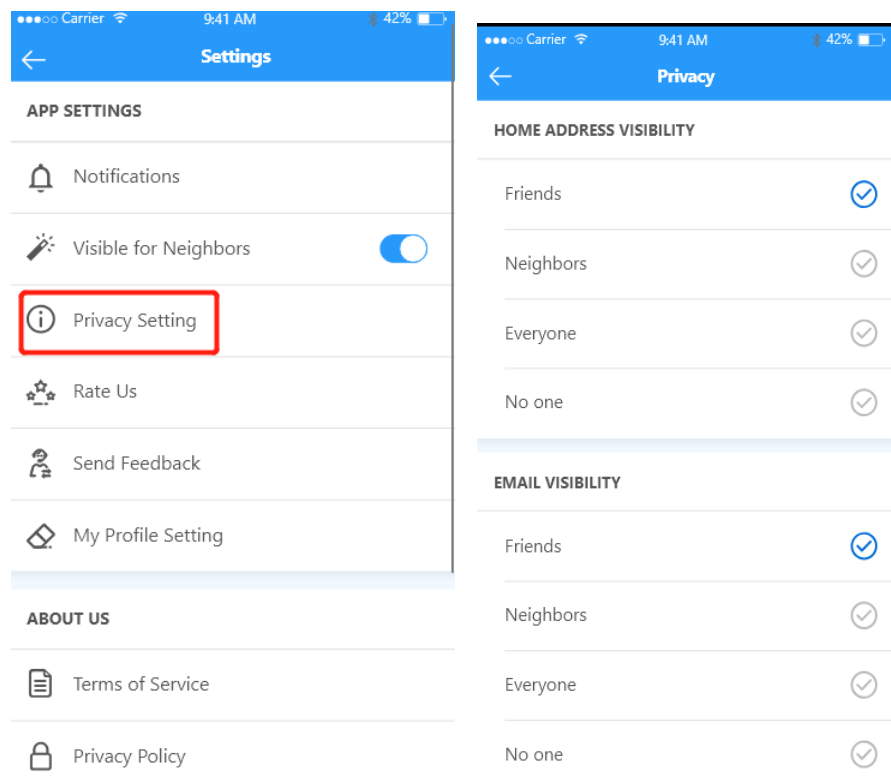 Carrier 9:41 AM 42%
Settings
APP SETTINGS
Notifications
Visible for Neighbors
Privacy Setting
Rate Us
Send Feedback
My Profile Setting
ABOUT US
Terms of Service
Privacy Policy
Carrier 9:41 AM 42%
Privacy
HOME ADDRESS VISIBILITY
Friends
Neighbors
Everyone
No one
EMAIL VISIBILITY
Friends
Neighbors
Everyone
No one